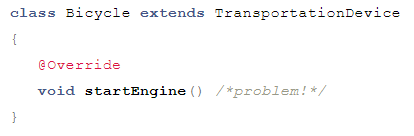 class Bicycle extends TransportationDevice
{
    @Override
    void startEngine() /*problem!*/
}